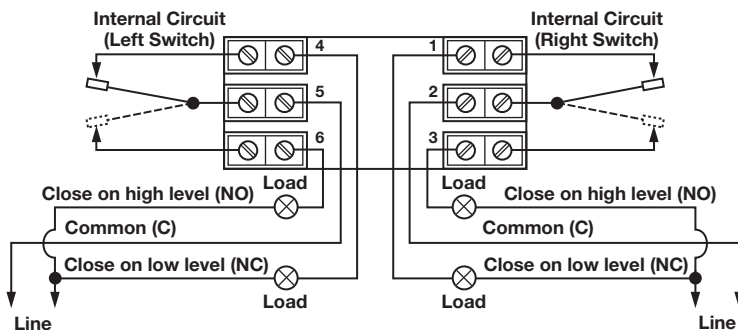 Internal Circuit
(Left Switch)
Internal Circuit
(Right Switch)
4
1
5
2
6
3
Load
Load
Close on high level (NO)
Close on high level (NO)
Common (C)
Common (C)
Close on low level (NC)
Close on low level (NC)
Load
Load
Line
Line